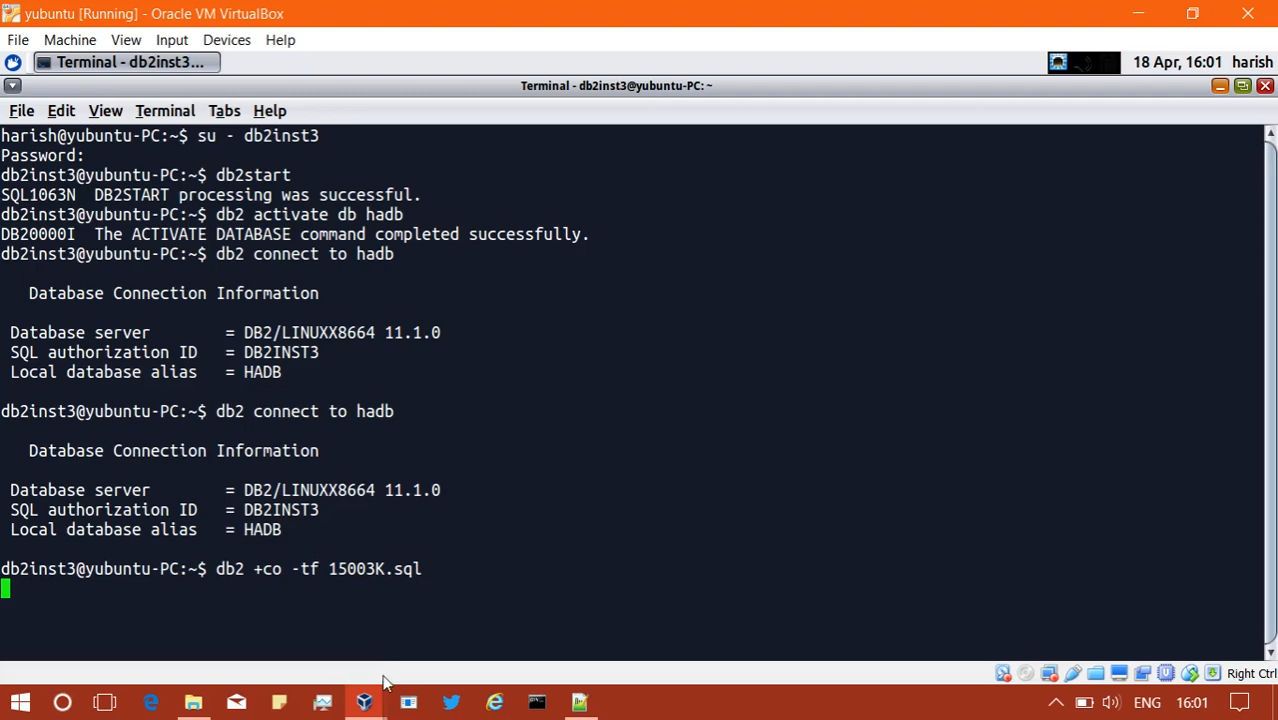 yubuntu [Running] - Oracle VM VirtualBox
File Machine View Input Devices Help
Terminal - db2inst3... 18 Apr, 16:01 harish
Terminal - db2inst3@yubuntu-PC: ~
File Edit View Terminal Tabs Help
harish@yubuntu-PC:~$ su - db2inst3
Password:
db2inst3@yubuntu-PC:~$ db2start
SQL1063N  DB2START processing was successful.
db2inst3@yubuntu-PC:~$ db2 activate db hadb
DB20000I  The ACTIVATE DATABASE command completed successfully.
db2inst3@yubuntu-PC:~$ db2 connect to hadb
Database Connection Information
Database server        = DB2/LINUXX8664 11.1.0
SQL authorization ID   = DB2INST3
Local database alias   = HADB
db2inst3@yubuntu-PC:~$ db2 connect to hadb
Database Connection Information
Database server        = DB2/LINUXX8664 11.1.0
SQL authorization ID   = DB2INST3
Local database alias   = HADB
db2inst3@yubuntu-PC:~$ db2 +co -tf 15003K.sql
Right Ctrl
ENG 16:01